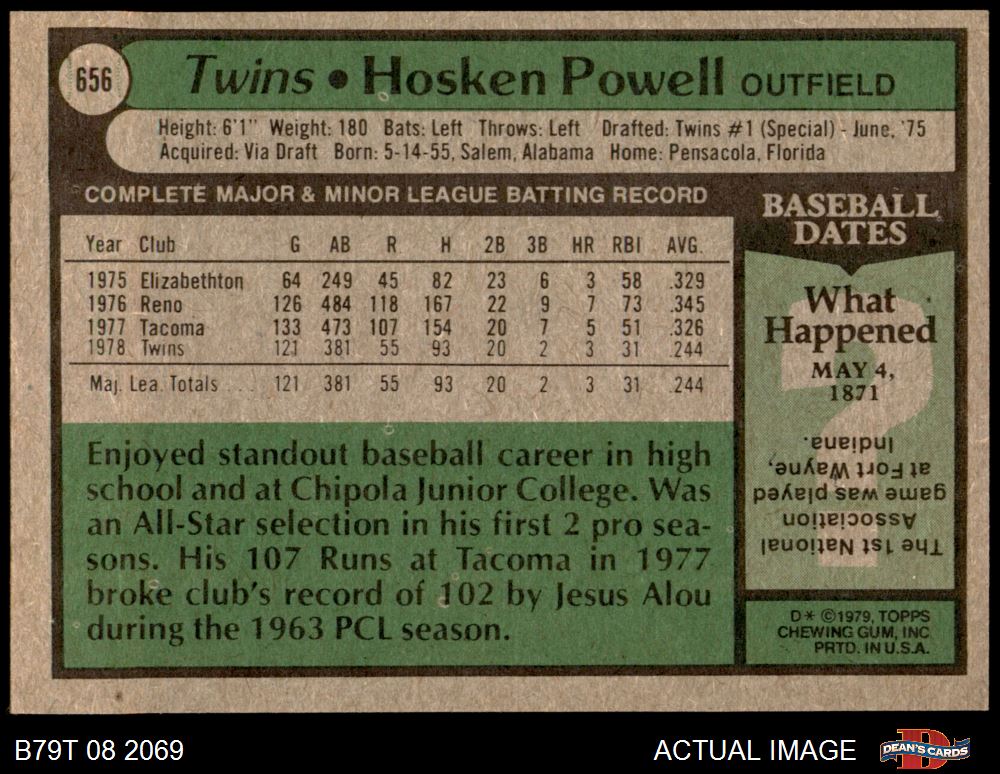 656
Twins • Hosken Powell OUTFIELD
Height: 6'1" Weight: 180 Bats: Left Throws: Left Drafted: Twins #1 (Special) - June, '75
Acquired: Via Draft Born: 5-14-55, Salem, Alabama Home: Pensacola, Florida
COMPLETE MAJOR & MINOR LEAGUE BATTING RECORD
Year Club G AB R H 2B 3B HR RBI AVG.
1975 Elizabethton 64 249 45 82 23 6 3 58 .329
1976 Reno 126 484 118 167 22 9 7 73 .345
1977 Tacoma 133 473 107 154 20 7 5 51 .326
1978 Twins 121 381 55 93 20 2 3 31 .244
Maj. Lea. Totals .... 121 381 55 93 20 2 3 31 .244
Enjoyed standout baseball career in high
school and at Chipola Junior College. Was
an All-Star selection in his first 2 pro sea-
sons. His 107 Runs at Tacoma in 1977
broke club's record of 102 by Jesus Alou
during the 1963 PCL season.
BASEBALL
DATES
What
Happened
MAY 4,
1871
The 1st National
Association
game was played
at Fort Wayne,
Indiana.
D* ©1979, TOPPS
CHEWING GUM, INC
PRTD. IN U.S.A.
B79T 08 2069
ACTUAL IMAGE
DEAN'S CARDS